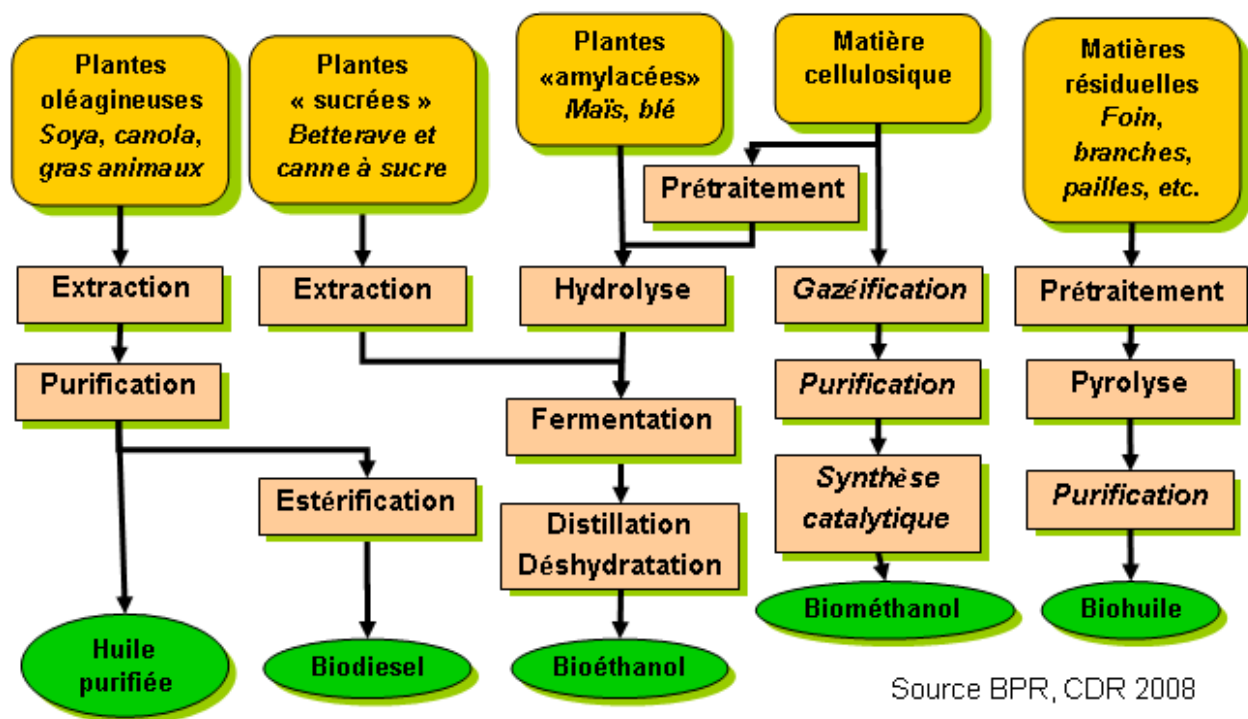 Plantes
oléagineuses
Soya, canola,
gras animaux
Plantes
« sucrées »
Betterave et
canne à sucre
Plantes
«amylacées»
Maïs, blé
Matière
cellulosique
Matières
résiduelles
Foin,
branches,
pailles, etc.
Prétraitement
Extraction
Extraction
Hydrolyse
Gazéification
Prétraitement
Purification
Purification
Pyrolyse
Fermentation
Estérification
Synthèse
catalytique
Purification
Distillation
Déshydratation
Biométhanol
Biohuile
Huile
purifiée
Biodiesel
Bioéthanol
Source BPR, CDR 2008